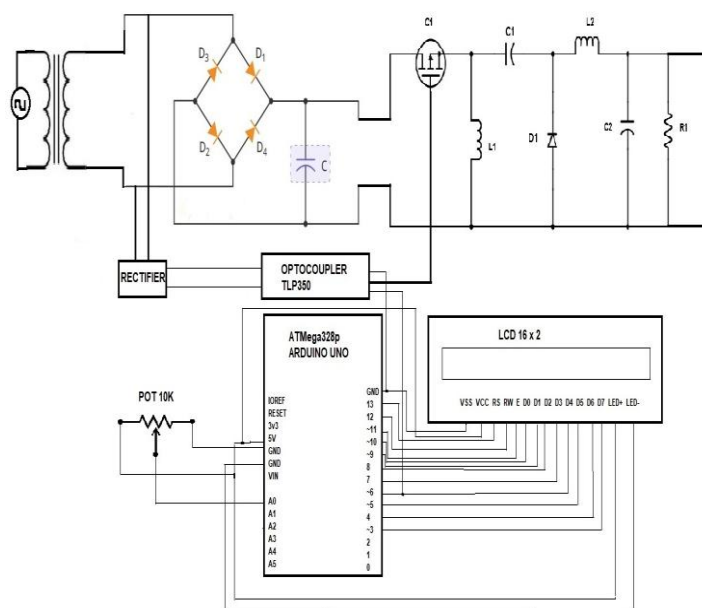 C1
C1
L2
D3
D1
D2
D4
C
L1
D1
C2
R1
RECTIFIER
OPTOCOUPLER
TLP350
ATMega328p
ARDUINO UNO
LCD 16 x 2
VSS VCC RS RW E D0 D1 D2 D3 D4 D5 D6 D7 LED+ LED-
POT 10K
IOREF
RESET
3v3
5V
GND
GND
VIN
A0
A1
A2
A3
A4
A5
GND
13
12
~11
~10
~9
8
7
~6
~5
4
~3
2
1
0